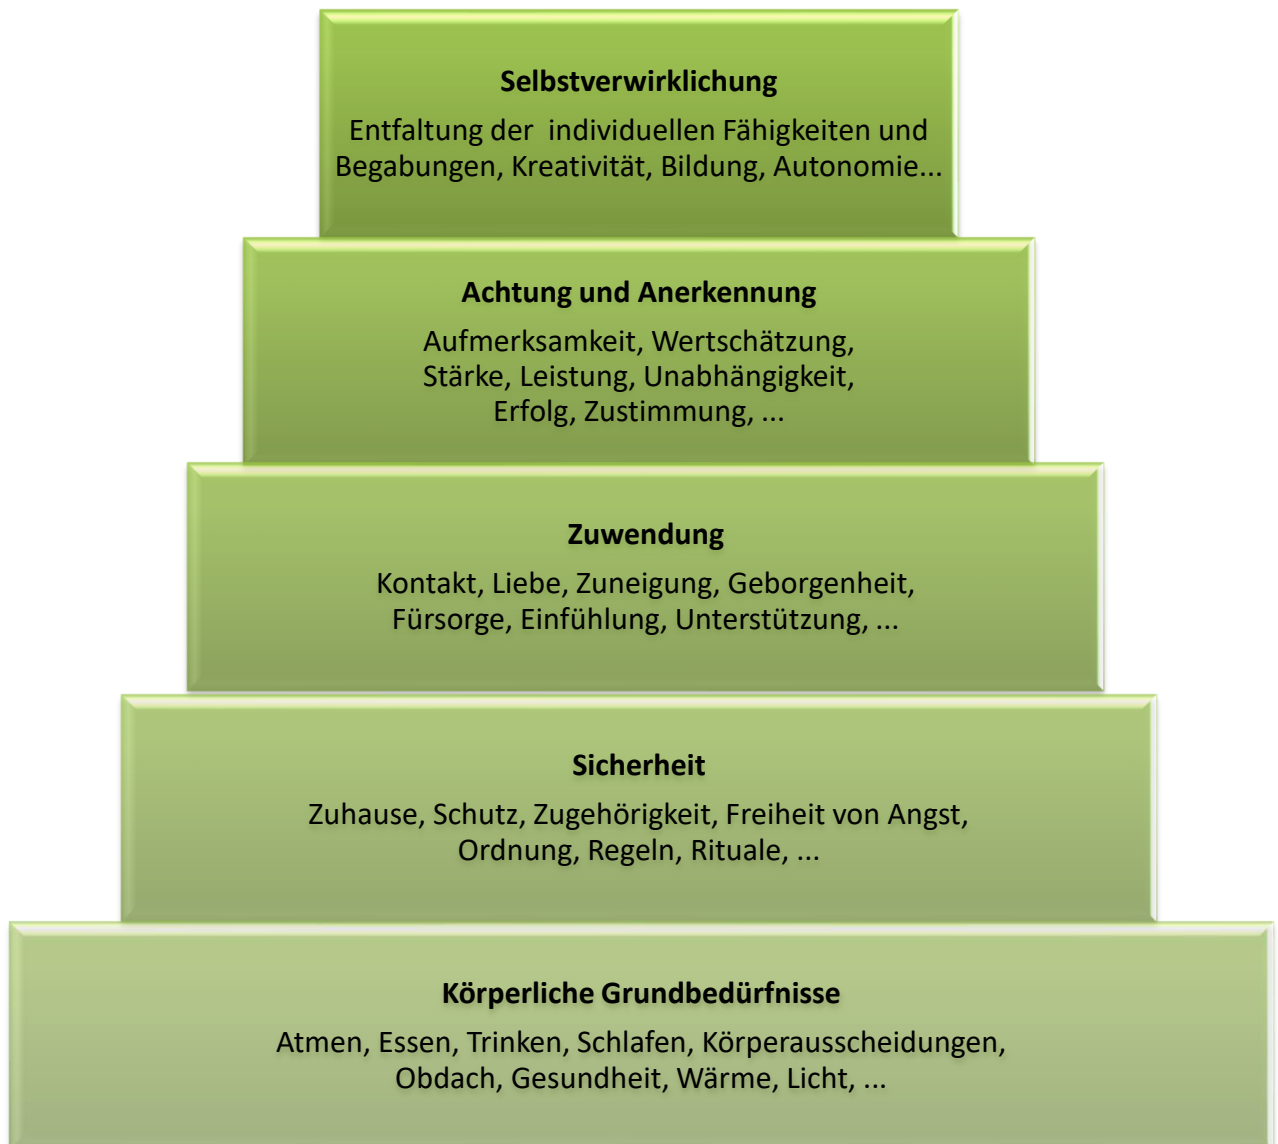 Selbstverwirklichung
Entfaltung der  individuellen Fähigkeiten und
Begabungen, Kreativität, Bildung, Autonomie...
Achtung und Anerkennung
Aufmerksamkeit, Wertschätzung,
Stärke, Leistung, Unabhängigkeit,
Erfolg, Zustimmung, ...
Zuwendung
Kontakt, Liebe, Zuneigung, Geborgenheit,
Fürsorge, Einfühlung, Unterstützung, ...
Sicherheit
Zuhause, Schutz, Zugehörigkeit, Freiheit von Angst,
Ordnung, Regeln, Rituale, ...
Körperliche Grundbedürfnisse
Atmen, Essen, Trinken, Schlafen, Körperausscheidungen,
Obdach, Gesundheit, Wärme, Licht, ...